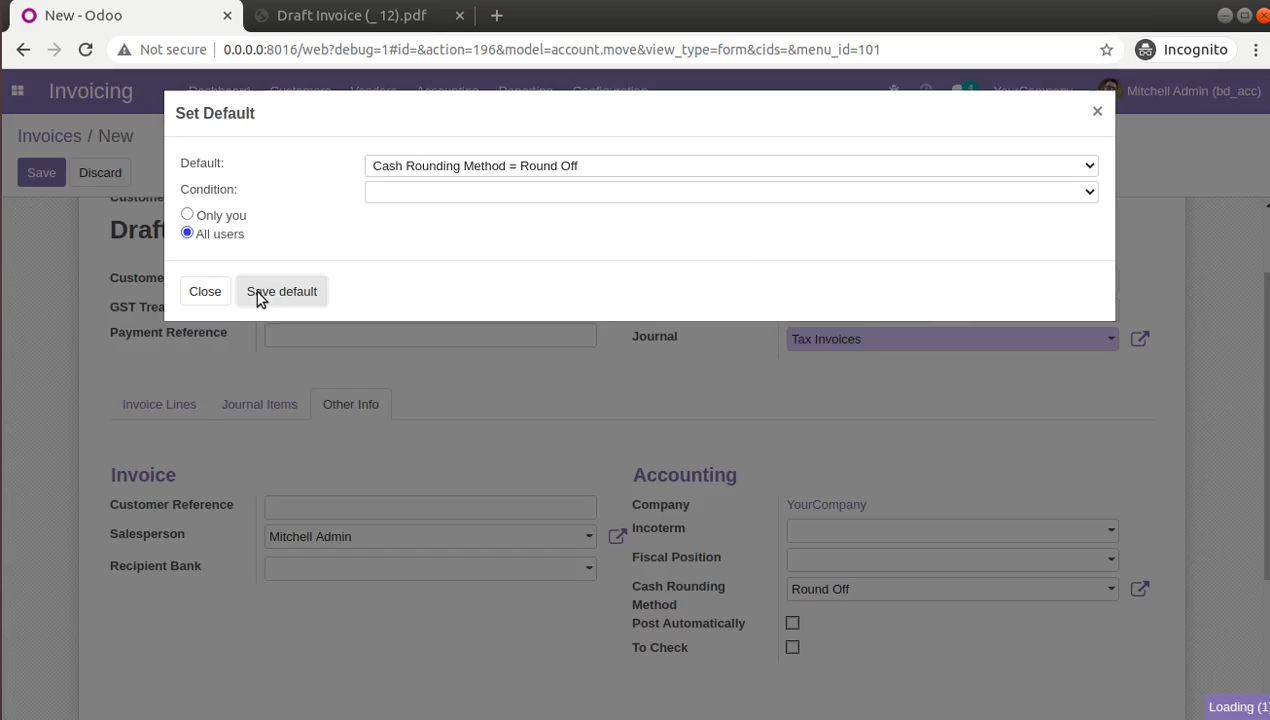 New - Odoo
Draft Invoice (_ 12).pdf
Not secure 0.0.0.0:8016/web?debug=1#id=&action=196&model=account.move&view_type=form&cids=&menu_id=101
Incognito
Invoicing Dashboard Customers Vendors Accounting Reporting Configuration 4 YourCompany Mitchell Admin (bd_acc)
Invoices / New
Save Discard
Set Default
×
Default: Cash Rounding Method = Round Off
Condition:
Only you
All users
Close Save default
Custome
Draft
Custome
GST Trea
Payment Reference
Journal Tax Invoices
Invoice Lines Journal Items Other Info
Invoice
Customer Reference
Salesperson Mitchell Admin
Recipient Bank
Accounting
Company YourCompany
Incoterm
Fiscal Position
Cash Rounding
Method
Round Off
Post Automatically
To Check
Loading (1)